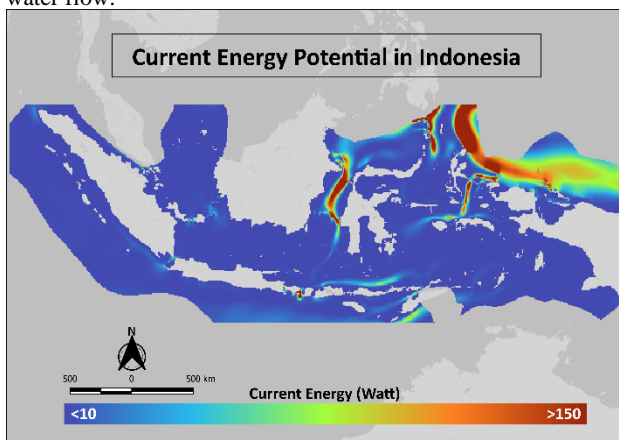 water flow.
Current Energy Potential in Indonesia
N
500 0 500 km
Current Energy (Watt)
<10 >150